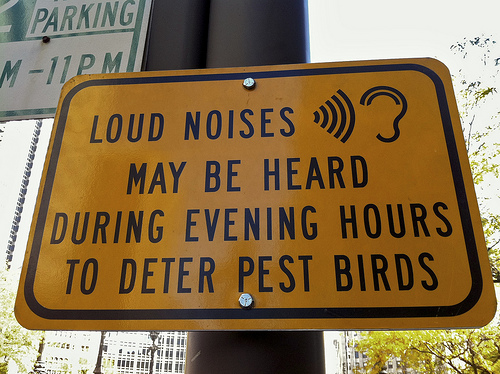 PARKING
M-11PM
LOUD NOISES
MAY BE HEARD
DURING EVENING HOURS
TO DETER PEST BIRDS